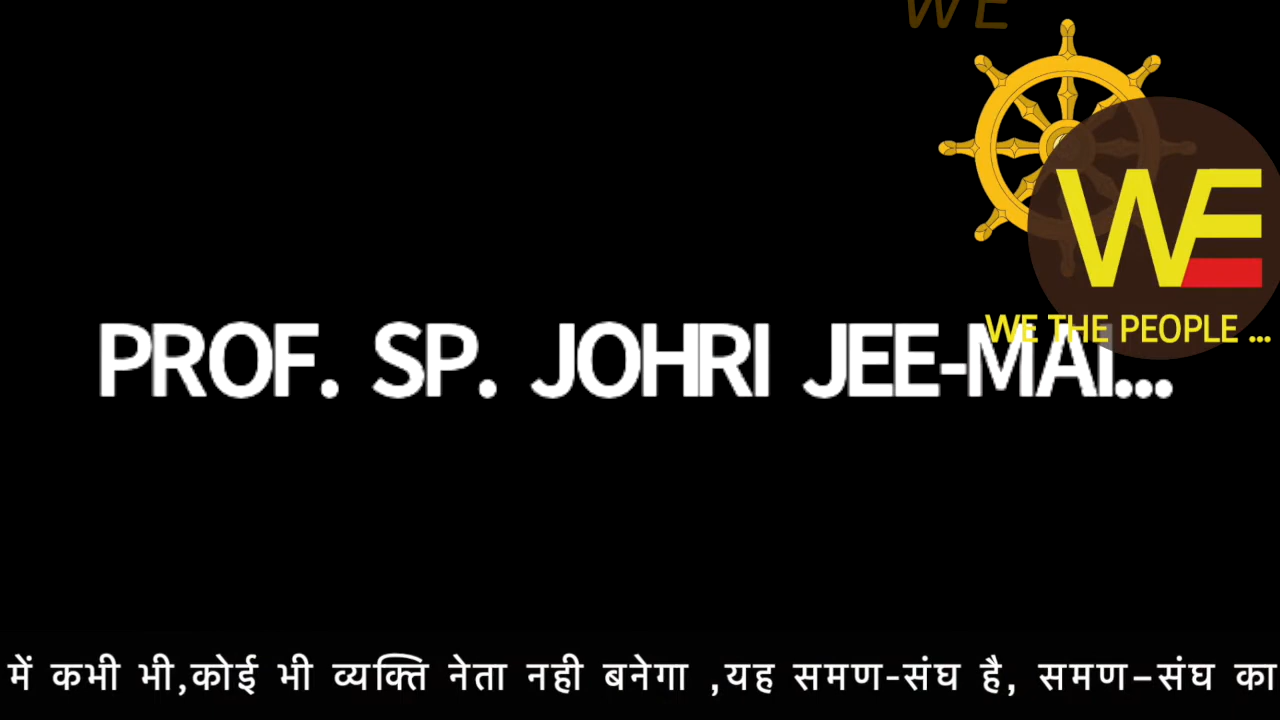 WE
WE
WE THE PEOPLE ...
PROF. SP. JOHRI JEE-MAI...
में कभी भी,कोई भी व्यक्ति नेता नही बनेगा ,यह समण-संघ है, समण–संघ का